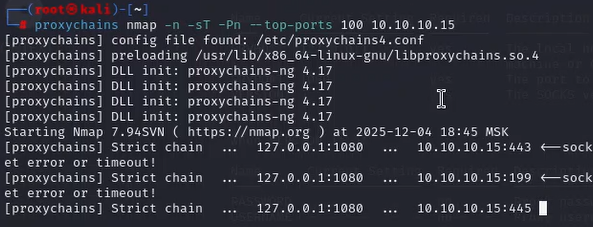 ┌──(root㉿kali)-[~]
└─# proxychains nmap -n -sT -Pn --top-ports 100 10.10.10.15
[proxychains] config file found: /etc/proxychains4.conf
[proxychains] preloading /usr/lib/x86_64-linux-gnu/libproxychains.so.4
[proxychains] DLL init: proxychains-ng 4.17
[proxychains] DLL init: proxychains-ng 4.17
[proxychains] DLL init: proxychains-ng 4.17
[proxychains] DLL init: proxychains-ng 4.17
Starting Nmap 7.94SVN ( https://nmap.org ) at 2025-12-04 18:45 MSK
[proxychains] Strict chain  ...  127.0.0.1:1080  ...  10.10.10.15:443 <--sock
et error or timeout!
[proxychains] Strict chain  ...  127.0.0.1:1080  ...  10.10.10.15:199 <--sock
et error or timeout!
[proxychains] Strict chain  ...  127.0.0.1:1080  ...  10.10.10.15:445